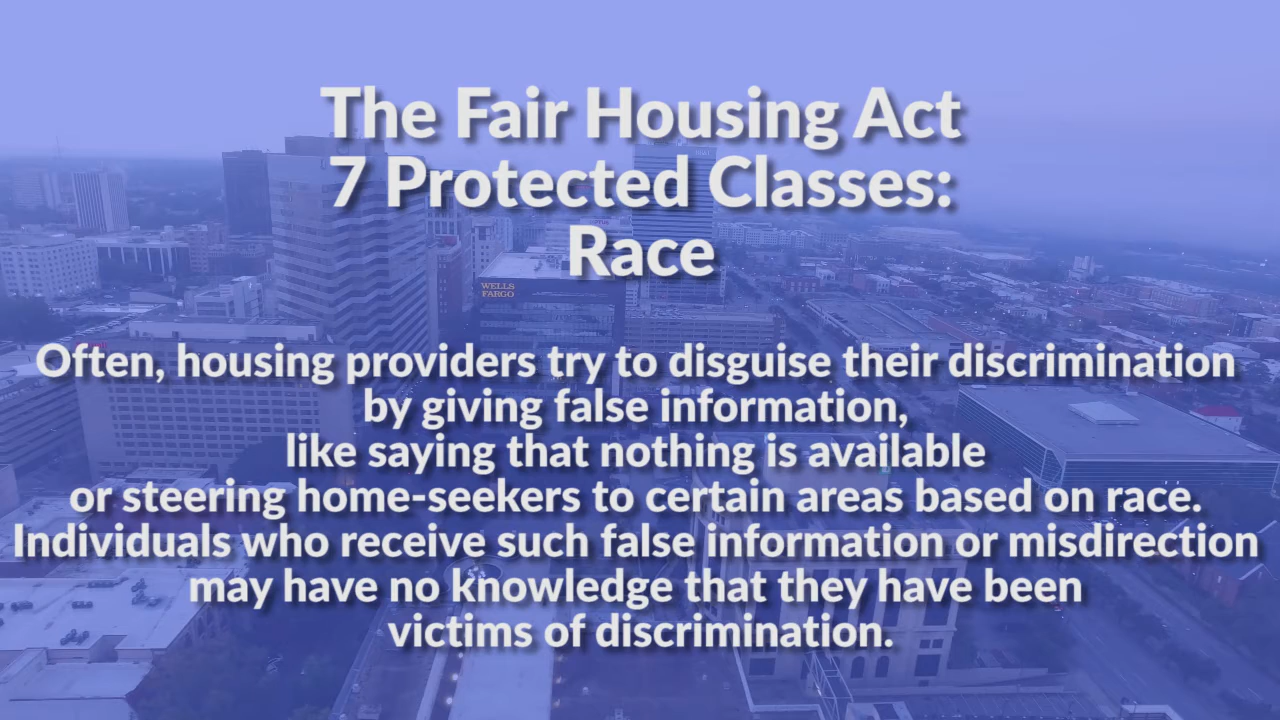 The Fair Housing Act
7 Protected Classes:
Race
WELLS
FARGO
Often, housing providers try to disguise their discrimination
by giving false information,
like saying that nothing is available
or steering home-seekers to certain areas based on race.
Individuals who receive such false information or misdirection
may have no knowledge that they have been
victims of discrimination.